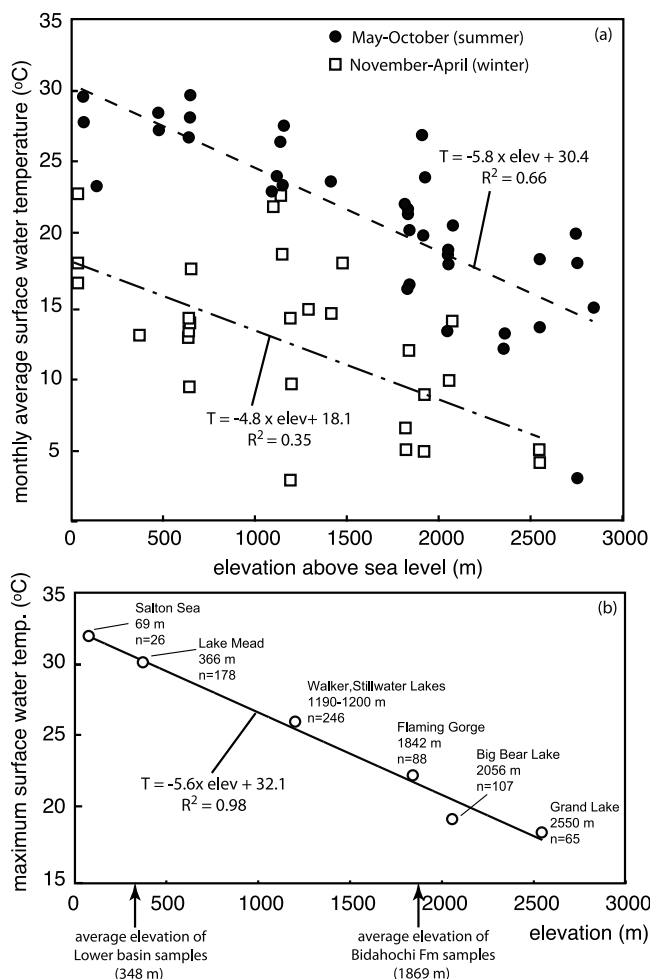 (a)
May-October (summer)
November-April (winter)
monthly average surface water temperature (ºC)
35
30
25
20
15
10
5
T = -5.8 x elev + 30.4
R² = 0.66
T = -4.8 x elev+ 18.1
R² = 0.35
0
500
1000
1500
2000
2500
3000
elevation above sea level (m)
(b)
maximum surface water temp. (ºC)
35
30
25
20
15
Salton Sea
69 m
n=26
Lake Mead
366 m
n=178
Walker,Stillwater Lakes
1190-1200 m
n=246
Flaming Gorge
1842 m
n=88
Big Bear Lake
2056 m
n=107
Grand Lake
2550 m
n=65
T = -5.6x elev + 32.1
R² = 0.98
500
1000
1500
2000
2500
3000
elevation (m)
average elevation of
Lower basin samples
(348 m)
average elevation of
Bidahochi Fm samples
(1869 m)